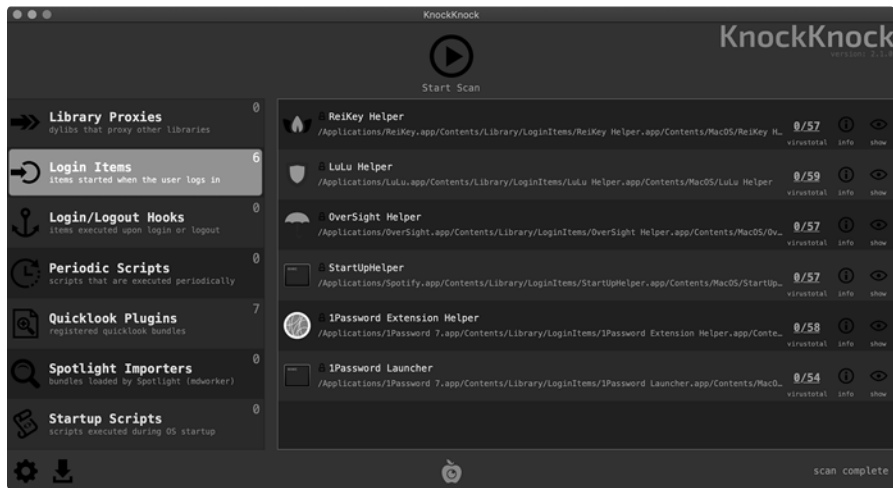 KnockKnock
KnockKnock
version: 2.1.0
Start Scan
Library Proxies 0
dylibs that proxy other libraries
Login Items 6
items started when the user logs in
Login/Logout Hooks 0
items executed upon login or logout
Periodic Scripts 0
scripts that are executed periodically
Quicklook Plugins 7
registered quicklook bundles
Spotlight Importers 0
bundles loaded by Spotlight (mdworker)
Startup Scripts 0
scripts executed during OS startup
ReiKey Helper
/Applications/ReiKey.app/Contents/Library/LoginItems/ReiKey Helper.app/Contents/MacOS/ReiKey H…
0/57
virustotal info show
LuLu Helper
/Applications/LuLu.app/Contents/Library/LoginItems/LuLu Helper.app/Contents/MacOS/LuLu Helper
0/59
virustotal info show
OverSight Helper
/Applications/OverSight.app/Contents/Library/LoginItems/OverSight Helper.app/Contents/MacOS/Ov…
0/57
virustotal info show
StartUpHelper
/Applications/Spotify.app/Contents/Library/LoginItems/StartUpHelper.app/Contents/MacOS/StartUp…
0/57
virustotal info show
1Password Extension Helper
/Applications/1Password 7.app/Contents/Library/LoginItems/1Password Extension Helper.app/Conte…
0/58
virustotal info show
1Password Launcher
/Applications/1Password 7.app/Contents/Library/LoginItems/1Password Launcher.app/Contents/MacO…
0/54
virustotal info show
scan complete